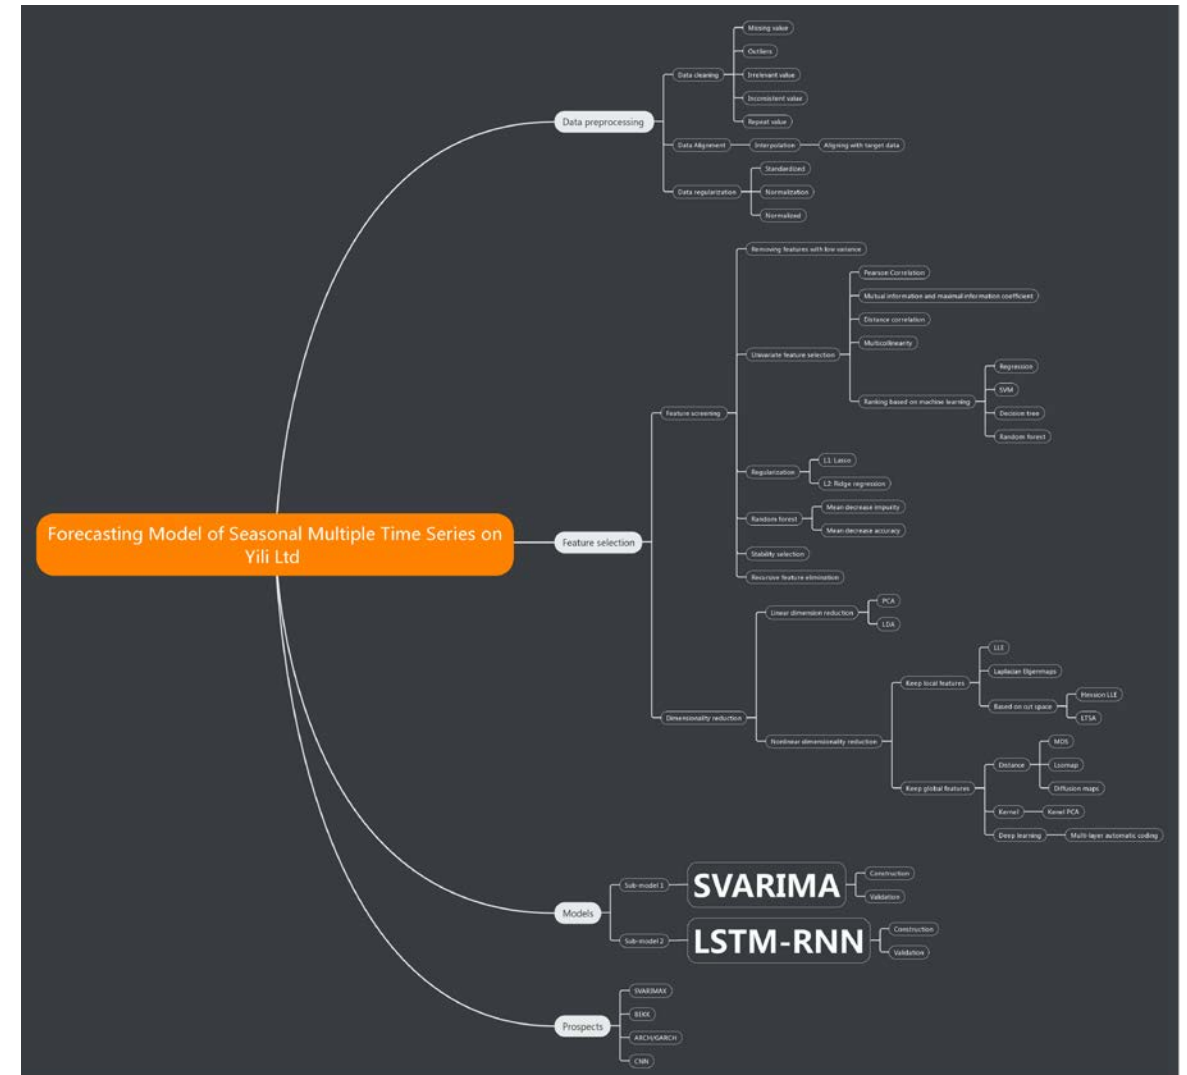 Missing value
Outliers
Data cleaning
Irrelevant value
Inconsistent value
Repeat value
Data preprocessing
Data Alignment
Interpolation
Aligning with target data
Standardized
Data regularization
Normalization
Normalized
Removing features with low variance
Pearson Correlation
Mutual information and maximal information coefficient
Distance correlation
Multicollinearity
Univariate feature selection
Regression
SVM
Ranking based on machine learning
Decision tree
Random forest
Feature screening
L1: Lasso
Regularization
L2: Ridge regression
Mean decrease impurity
Random forest
Mean decrease accuracy
Stability selection
Recursive feature elimination
Forecasting Model of Seasonal Multiple Time Series on
Yili Ltd
Feature selection
PCA
Linear dimension reduction
LDA
LLE
Keep local features
Laplacian Eigenmaps
Based on cut space
LLE
LTSA
Dimensionality reduction
Nonlinear dimensionality reduction
MDS
Distance
Diffusion maps
Keep global features
Kernel
Kenel PCA
Deep learning
Multi-layer automatic coding
Sub-model 1
SVARIMA
Construction
Validation
Models
Sub-model 2
LSTM-RNN
Construction
Validation
SVARIMAX
BEKK
Prospects
ARCH/GARCH
CNN